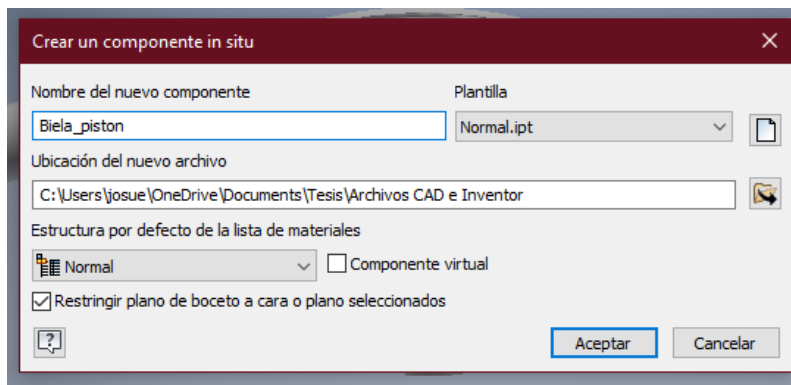 Crear un componente in situ
Nombre del nuevo componente
Plantilla
Biela_piston
Normal.ipt
Ubicación del nuevo archivo
C:\Users\josue\OneDrive\Documents\Tesis\Archivos CAD e Inventor
Estructura por defecto de la lista de materiales
Normal
Componente virtual
Restringir plano de boceto a cara o plano seleccionados
Aceptar
Cancelar